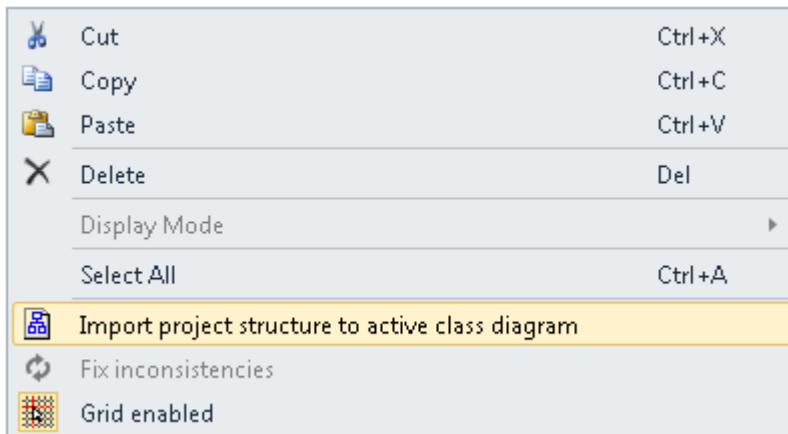 Cut Ctrl+X
Copy Ctrl+C
Paste Ctrl+V
Delete Del
Display Mode
Select All Ctrl+A
Import project structure to active class diagram
Fix inconsistencies
Grid enabled